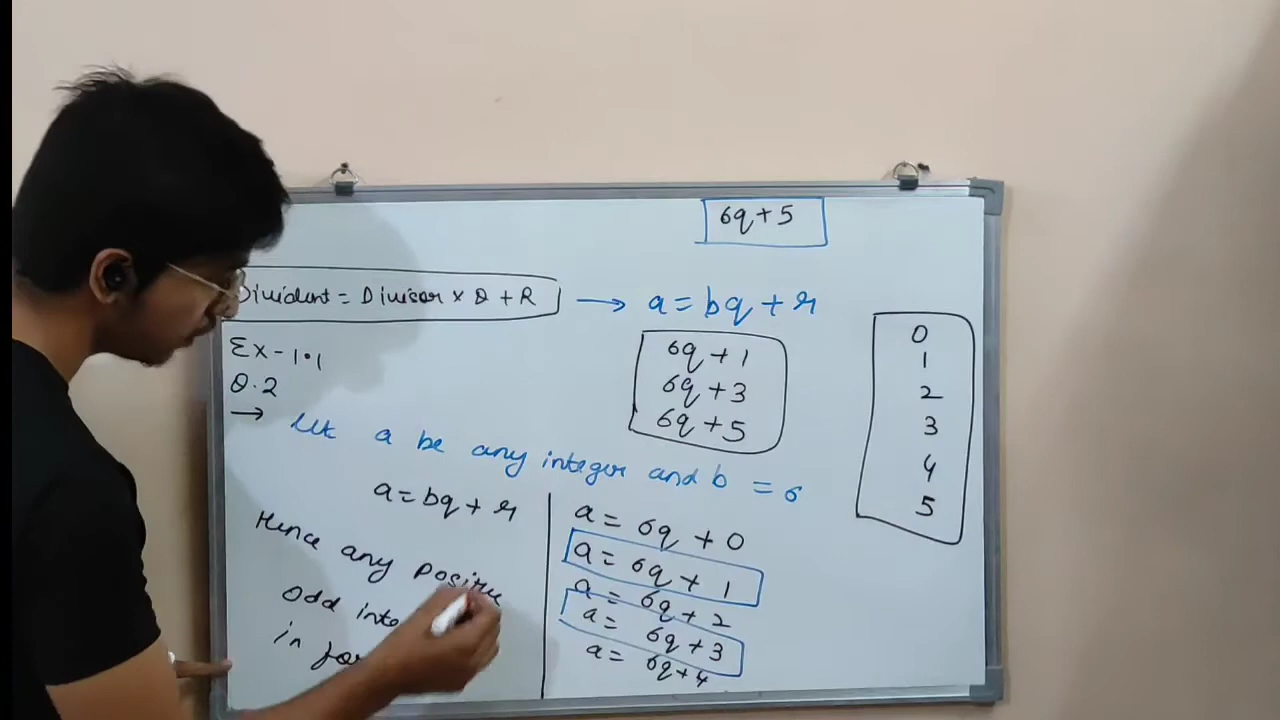 6q+5
Divident = Divisor × Q + R → a = bq + r
Ex-1.1
Q.2
→ let a be any integer and b = 6
6q + 1
6q + 3
6q + 5
0
1
2
3
4
5
a = bq + r
Hence any positive
odd inte
in for
a = 6q + 0
a = 6q + 1
a = 6q + 2
a = 6q + 3
a = 6q + 4